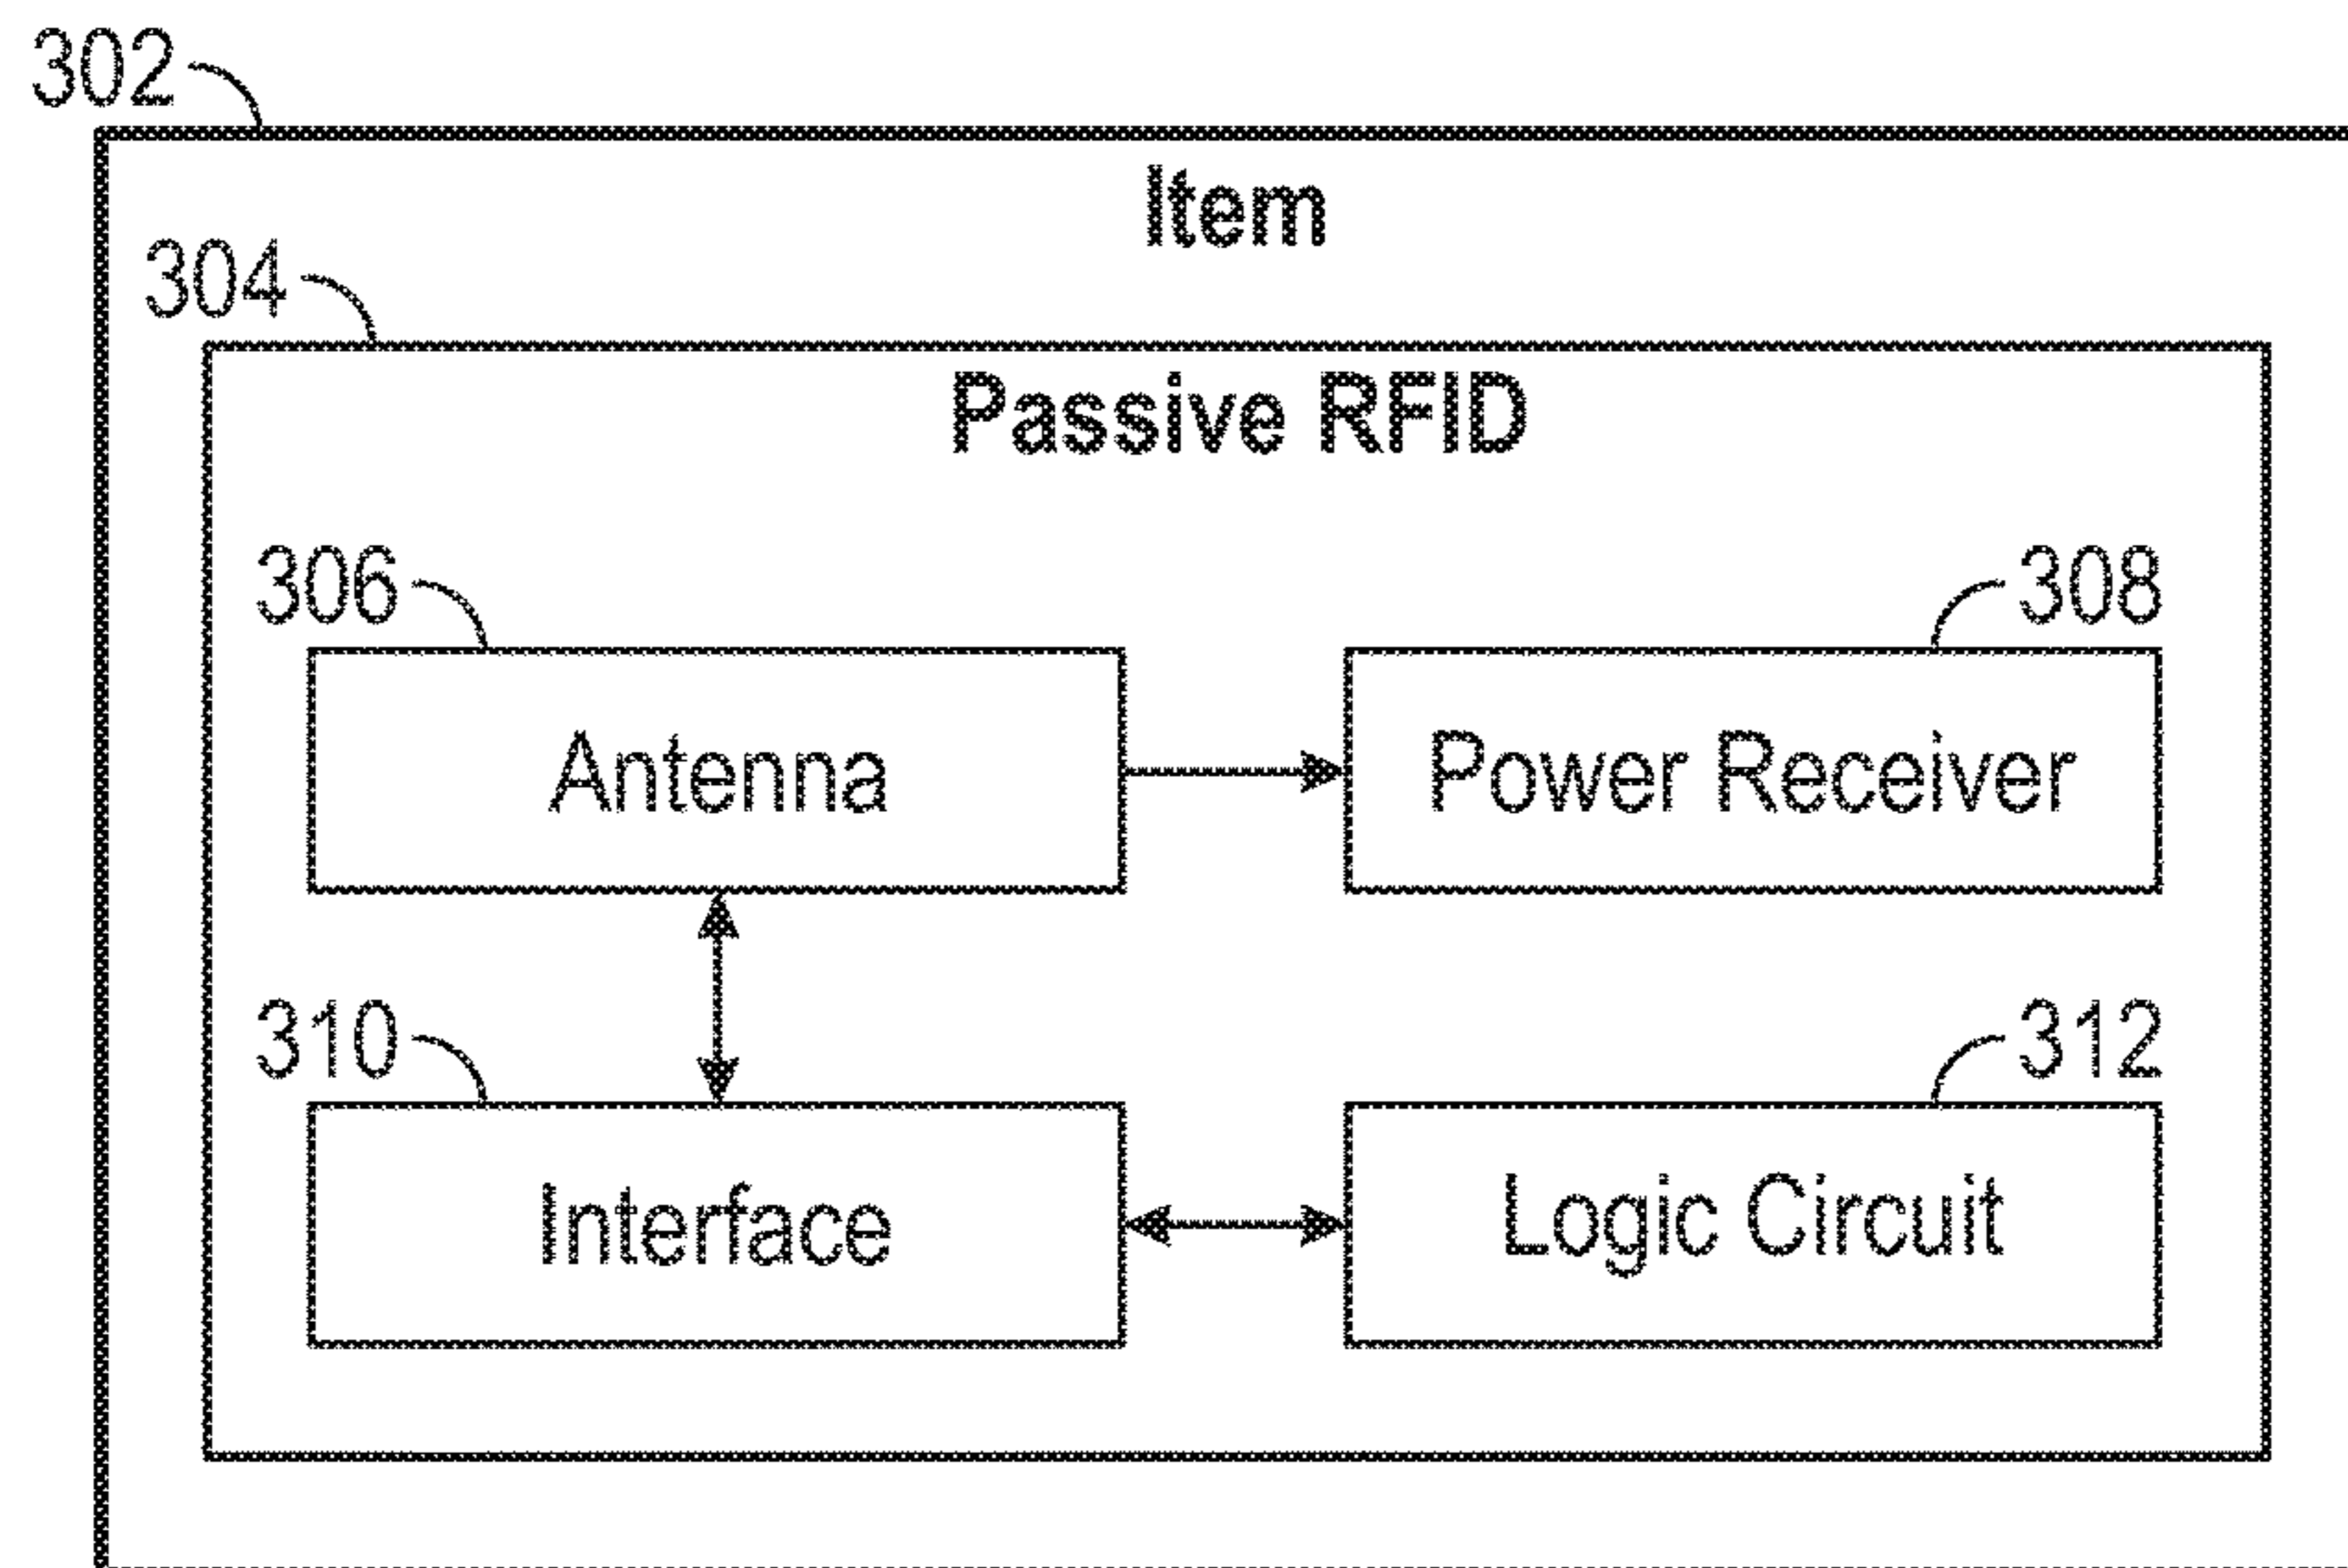 302
Item
304
Passive RFID
306
308
Antenna
Power Receiver
310
312
Interface
Logic Circuit